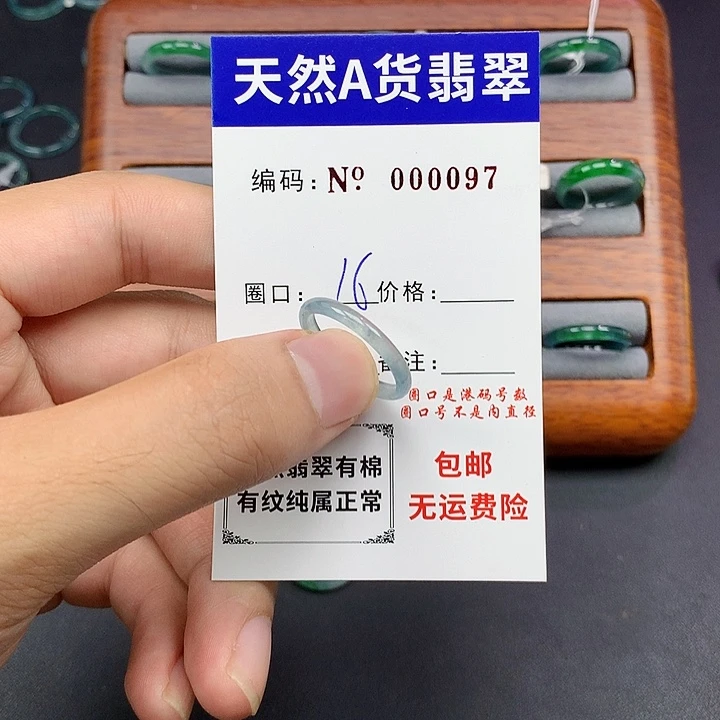 天然A货翡翠
编码：Nº 000097
圈口：16 价格：
备注：
圈口是港码号数
圈口号不是内直径
翡翠有棉
有纹纯属正常
包邮
无运费险